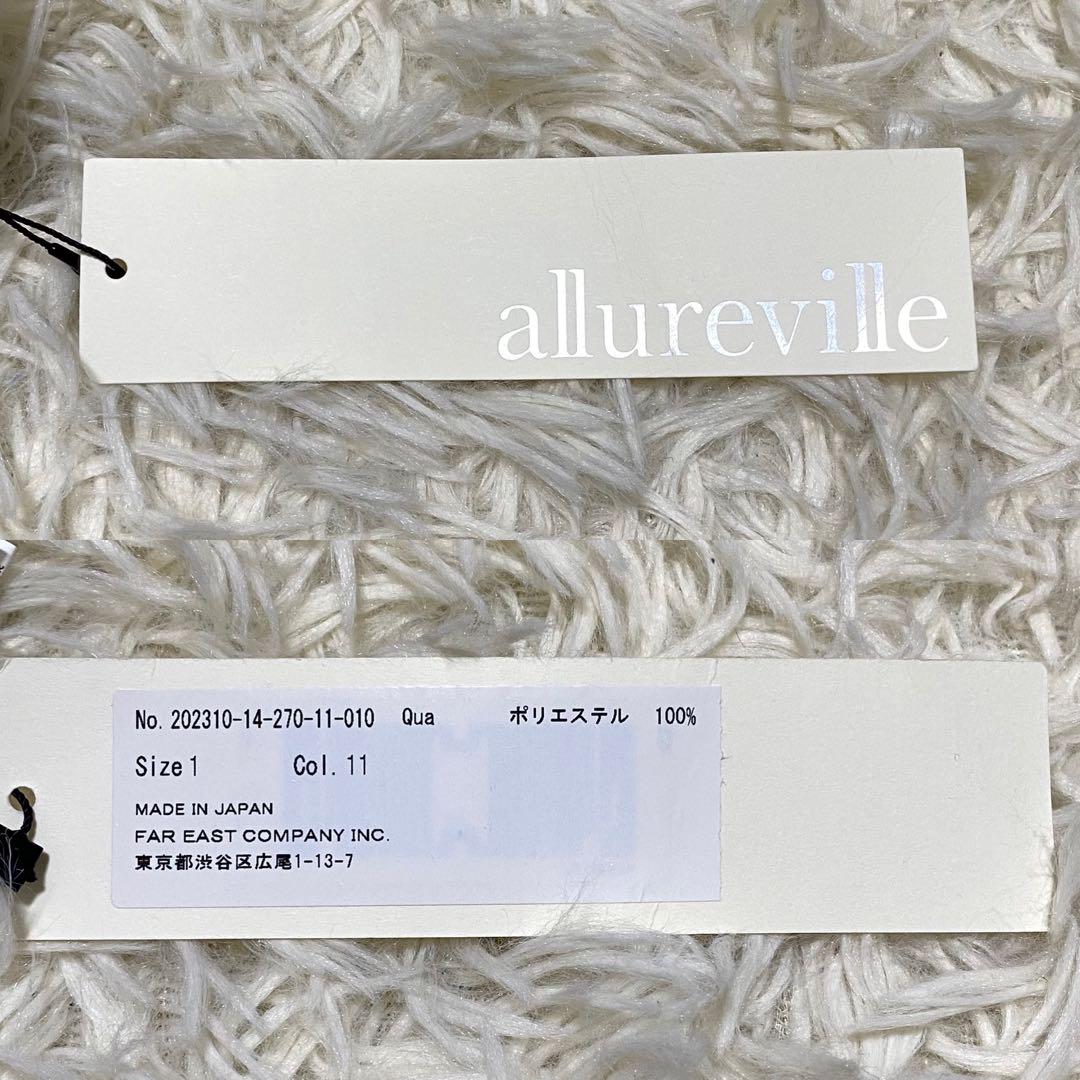 allureville
No. 202310-14-270-11-010 Qua ポリエステル 100%
Size 1 Col. 11
MADE IN JAPAN
FAR EAST COMPANY INC.
東京都渋谷区広尾1-13-7